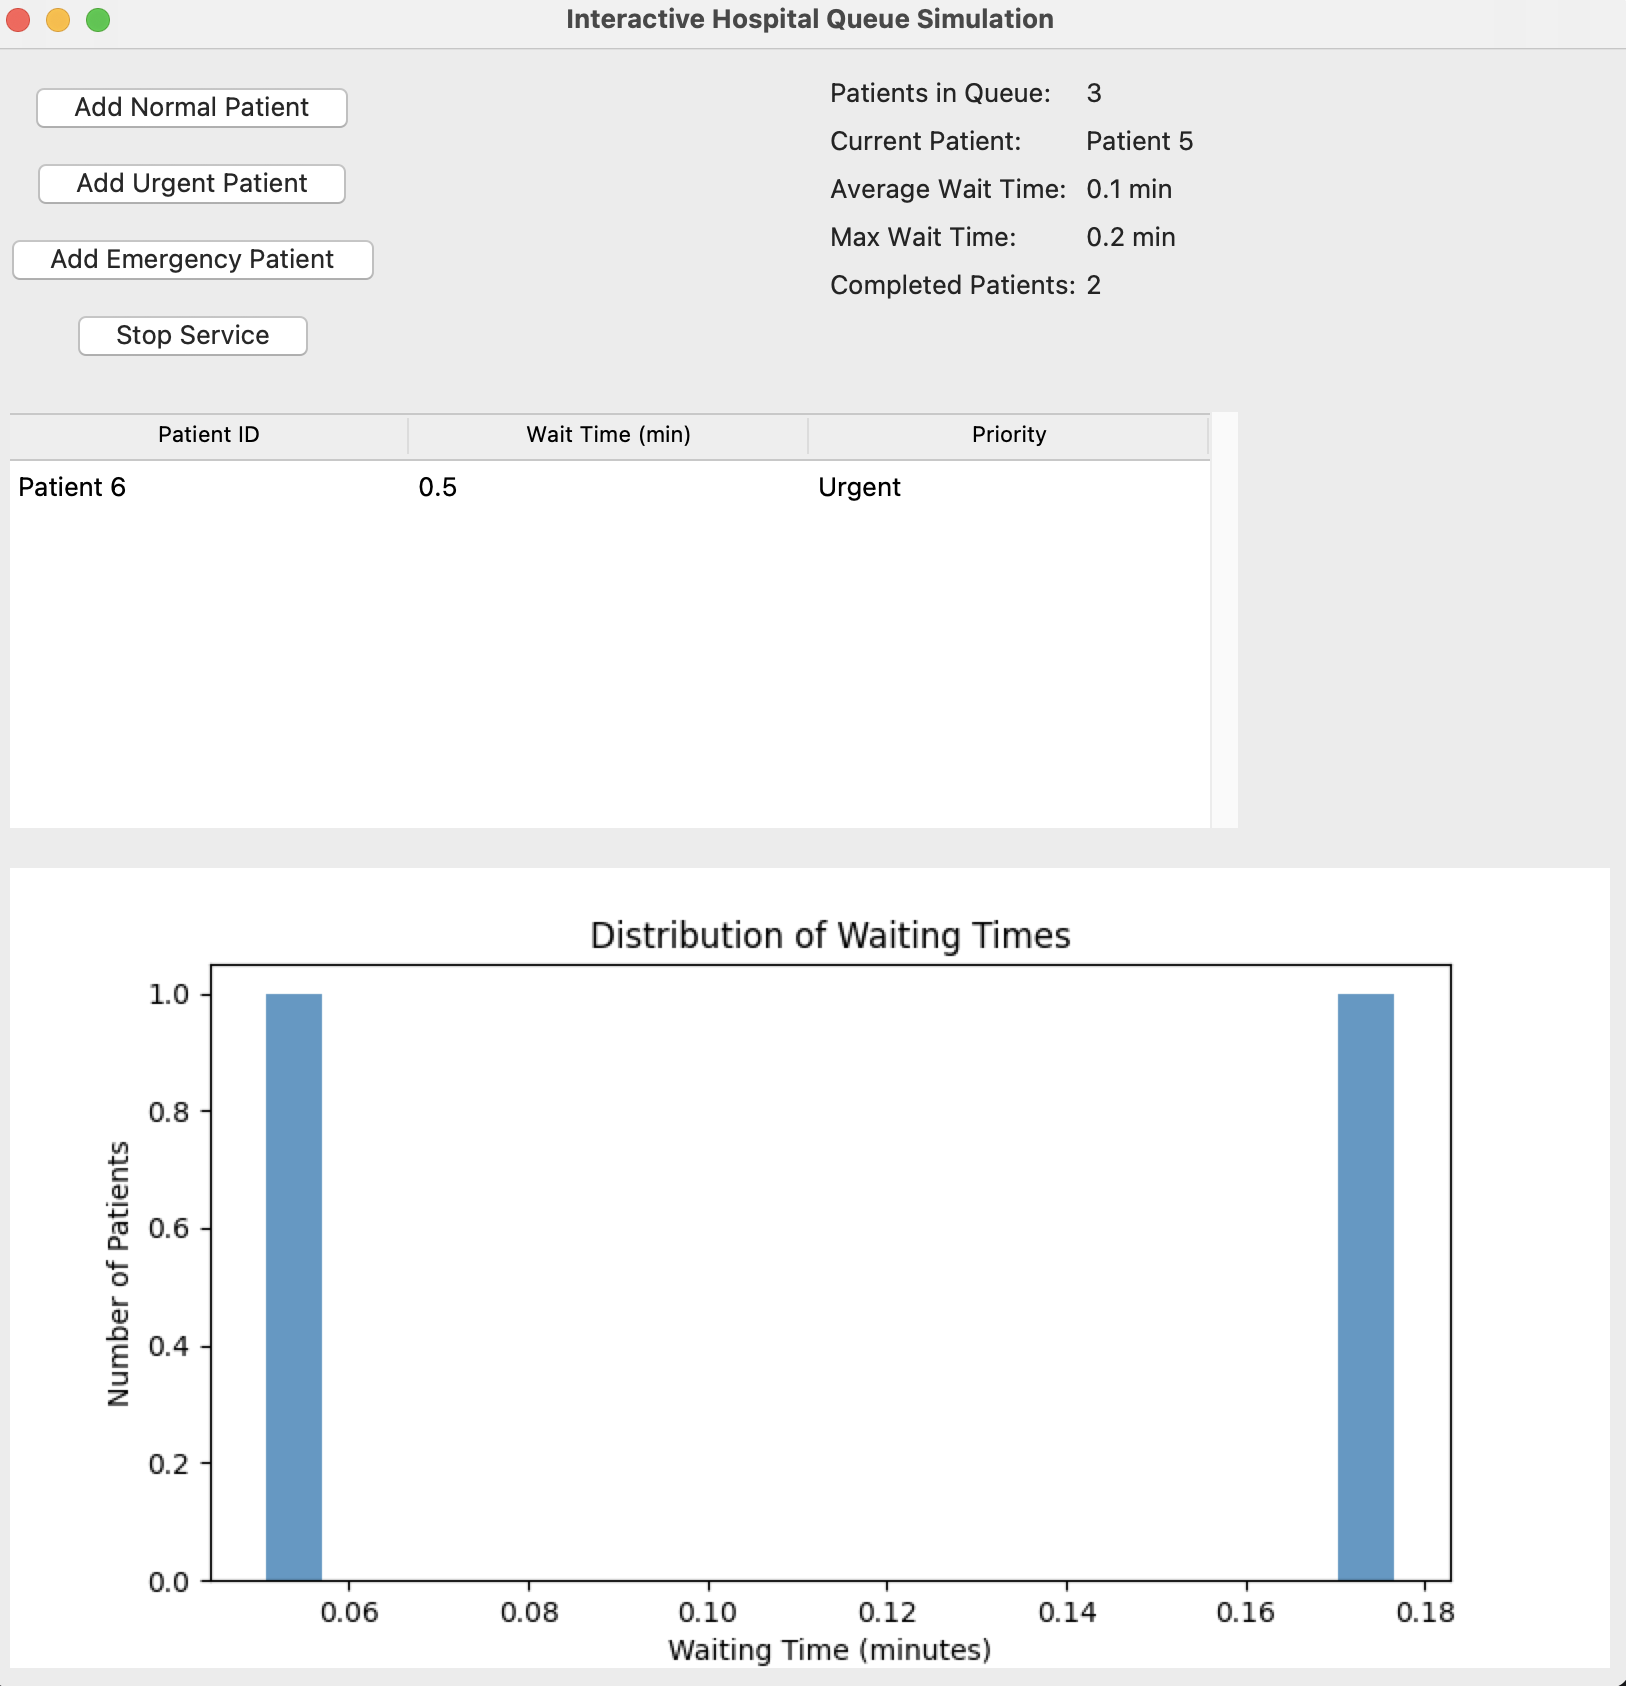 Interactive Hospital Queue Simulation
Add Normal Patient
Add Urgent Patient
Add Emergency Patient
Stop Service
Patients in Queue: 3
Current Patient: Patient 5
Average Wait Time: 0.1 min
Max Wait Time: 0.2 min
Completed Patients: 2
Patient ID Wait Time (min) Priority
Patient 6 0.5 Urgent
Distribution of Waiting Times
Number of Patients
1.0
0.8
0.6
0.4
0.2
0.0
0.06 0.08 0.10 0.12 0.14 0.16 0.18
Waiting Time (minutes)